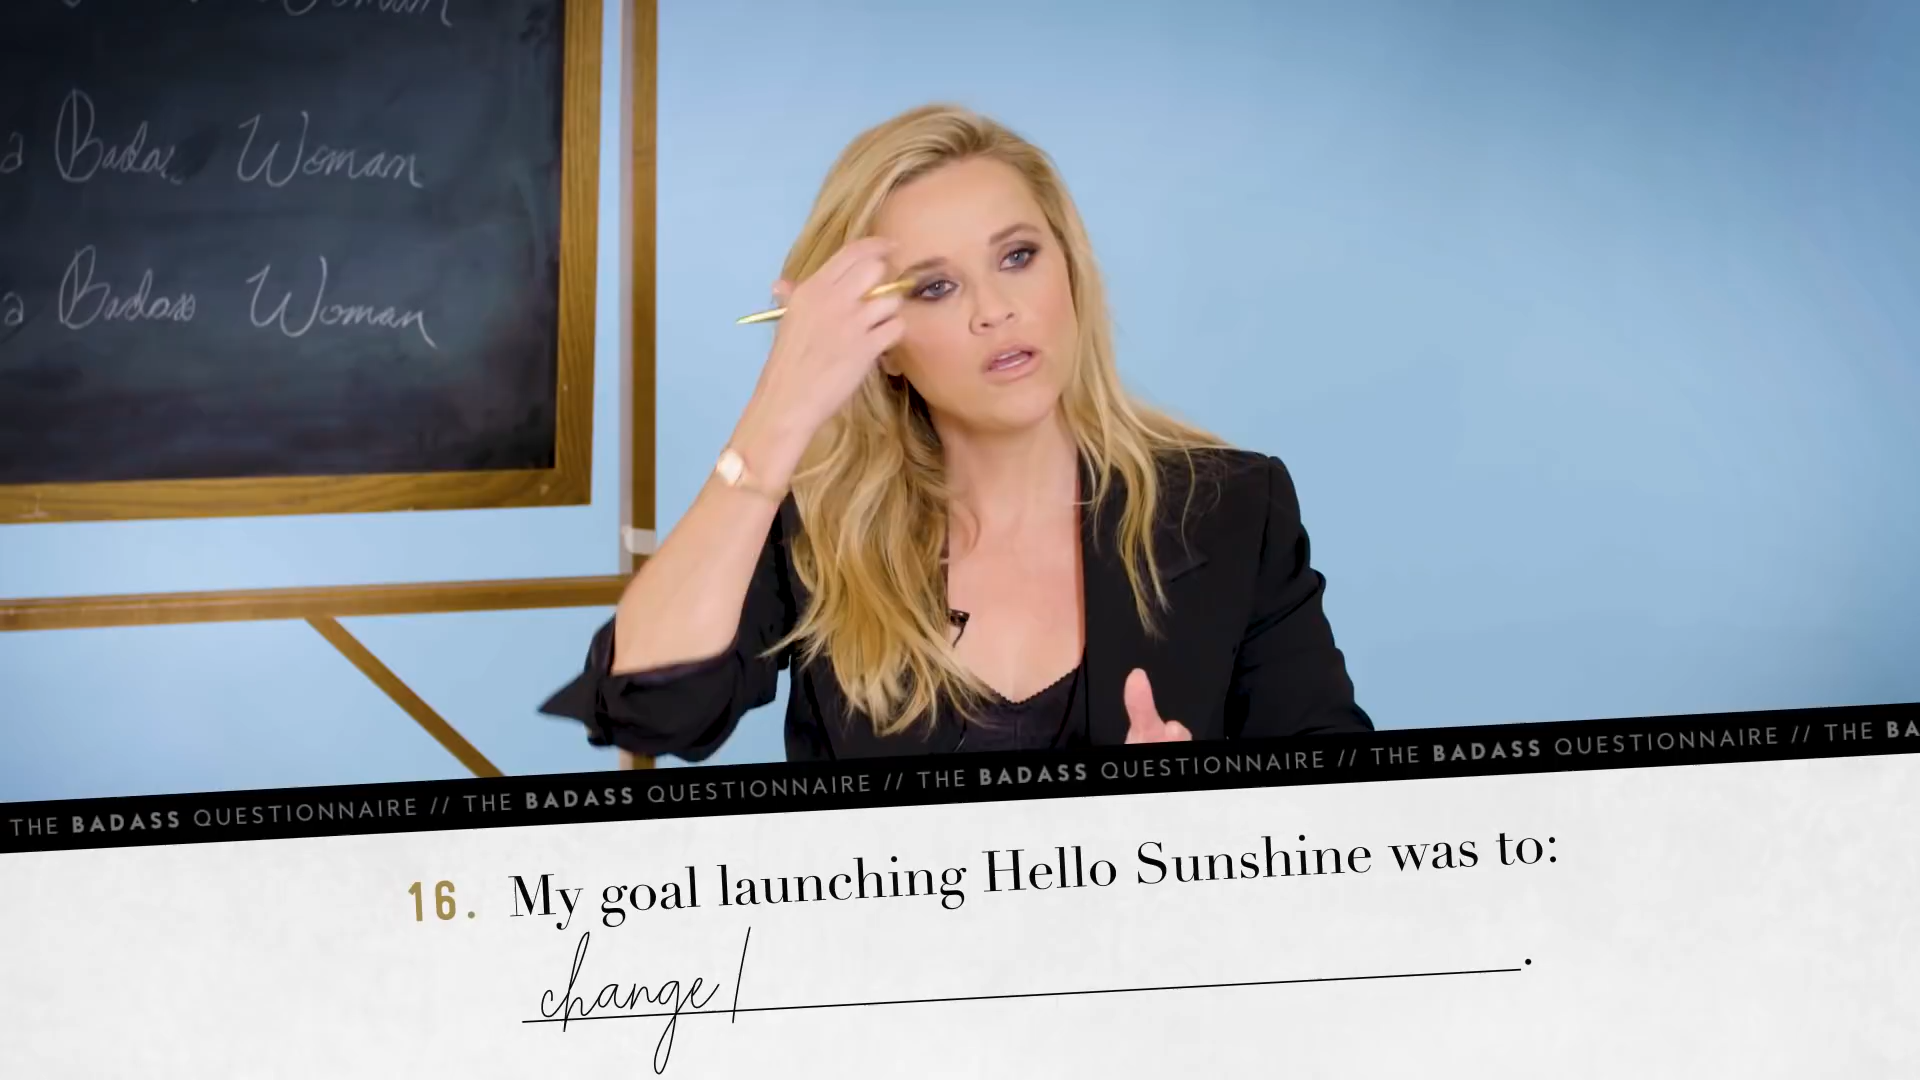 Woman
a Badass Woman
a Badass Woman
THE BADASS QUESTIONNAIRE // THE BADASS QUESTIONNAIRE // THE BADASS QUESTIONNAIRE // THE BADASS QUESTIONNAIRE // THE BA
16. My goal launching Hello Sunshine was to:
change .